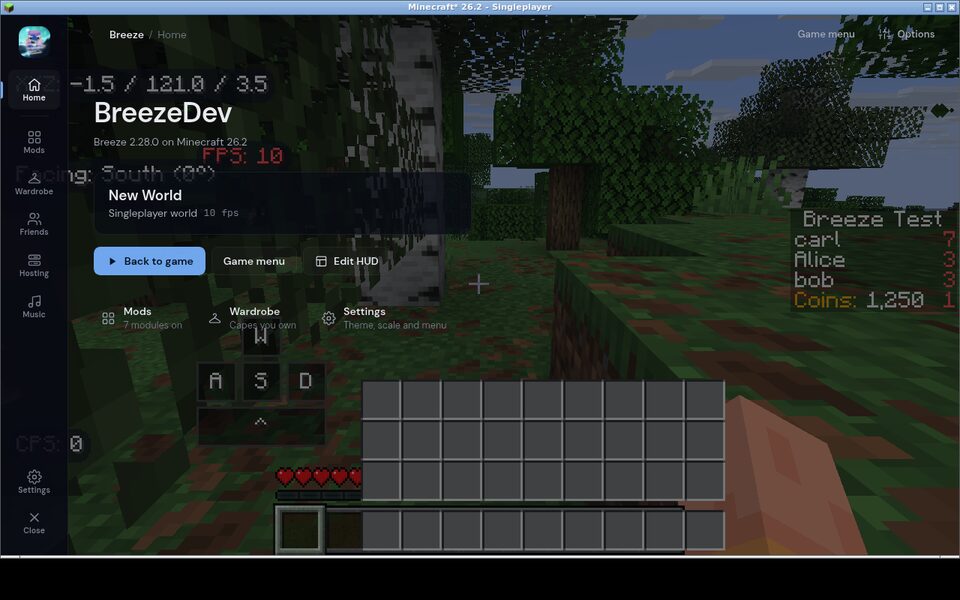 Minecraft* 26.2 - Singleplayer
Breeze / Home
Game menu
Options
-1.5 / 121.0 / 3.5
Home
BreezeDev
Breeze 2.28.0 on Minecraft 26.2
FPS: 10
Mods
Facing: South (0°)
Wardrobe
New World
Singleplayer world 10 fps
Friends
Breeze Test
carl 7
Alice 3
bob 3
Coins: 1,250 1
Back to game
Game menu
Edit HUD
Hosting
Music
Mods
7 modules on
Wardrobe
Capes you own
Settings
Theme, scale and menu
W
A
S
D
^
CPS: 0
Settings
Close